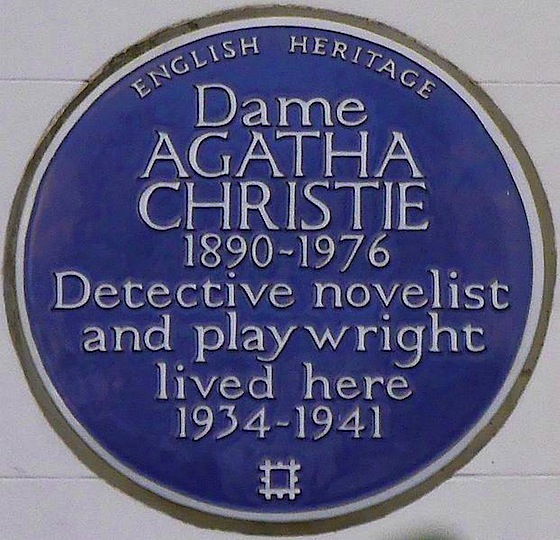 ENGLISH HERITAGE
Dame
AGATHA
CHRISTIE
1890-1976
Detective novelist
and playwright
lived here
1934-1941